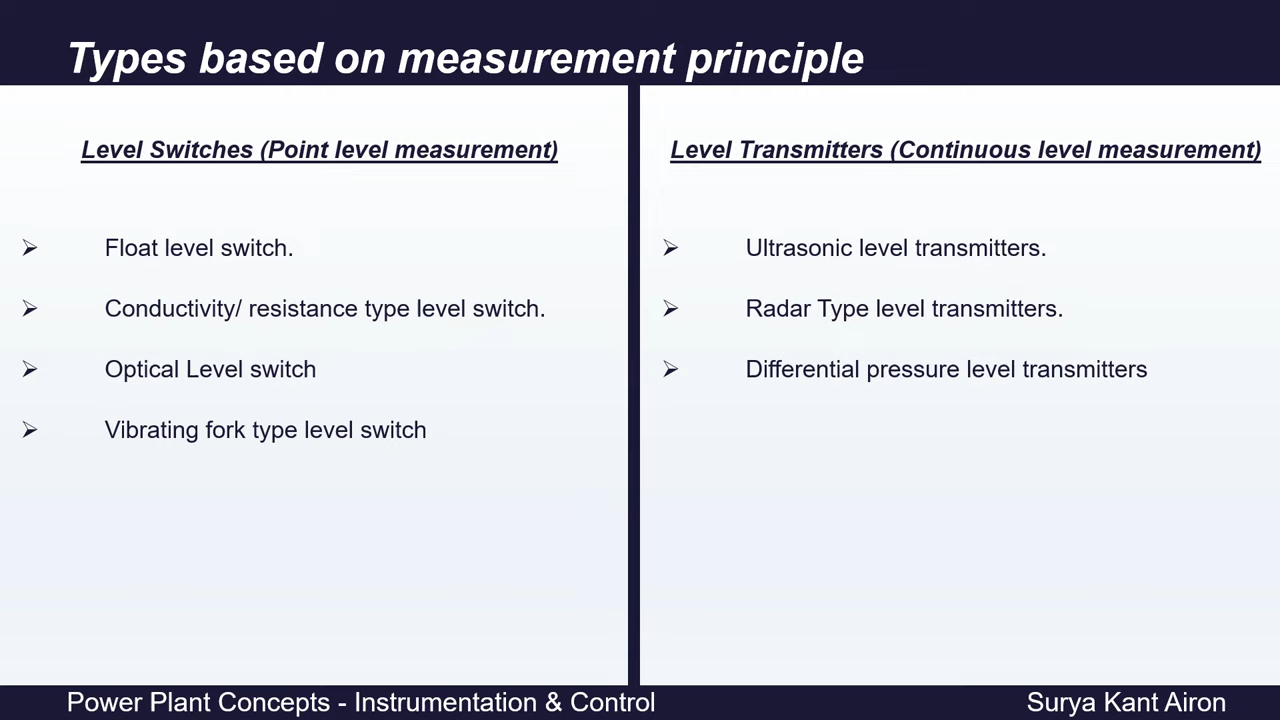 Types based on measurement principle
Level Switches (Point level measurement)
Float level switch.
Conductivity/ resistance type level switch.
Optical Level switch
Vibrating fork type level switch
Level Transmitters (Continuous level measurement)
Ultrasonic level transmitters.
Radar Type level transmitters.
Differential pressure level transmitters
Power Plant Concepts - Instrumentation & Control
Surya Kant Airon